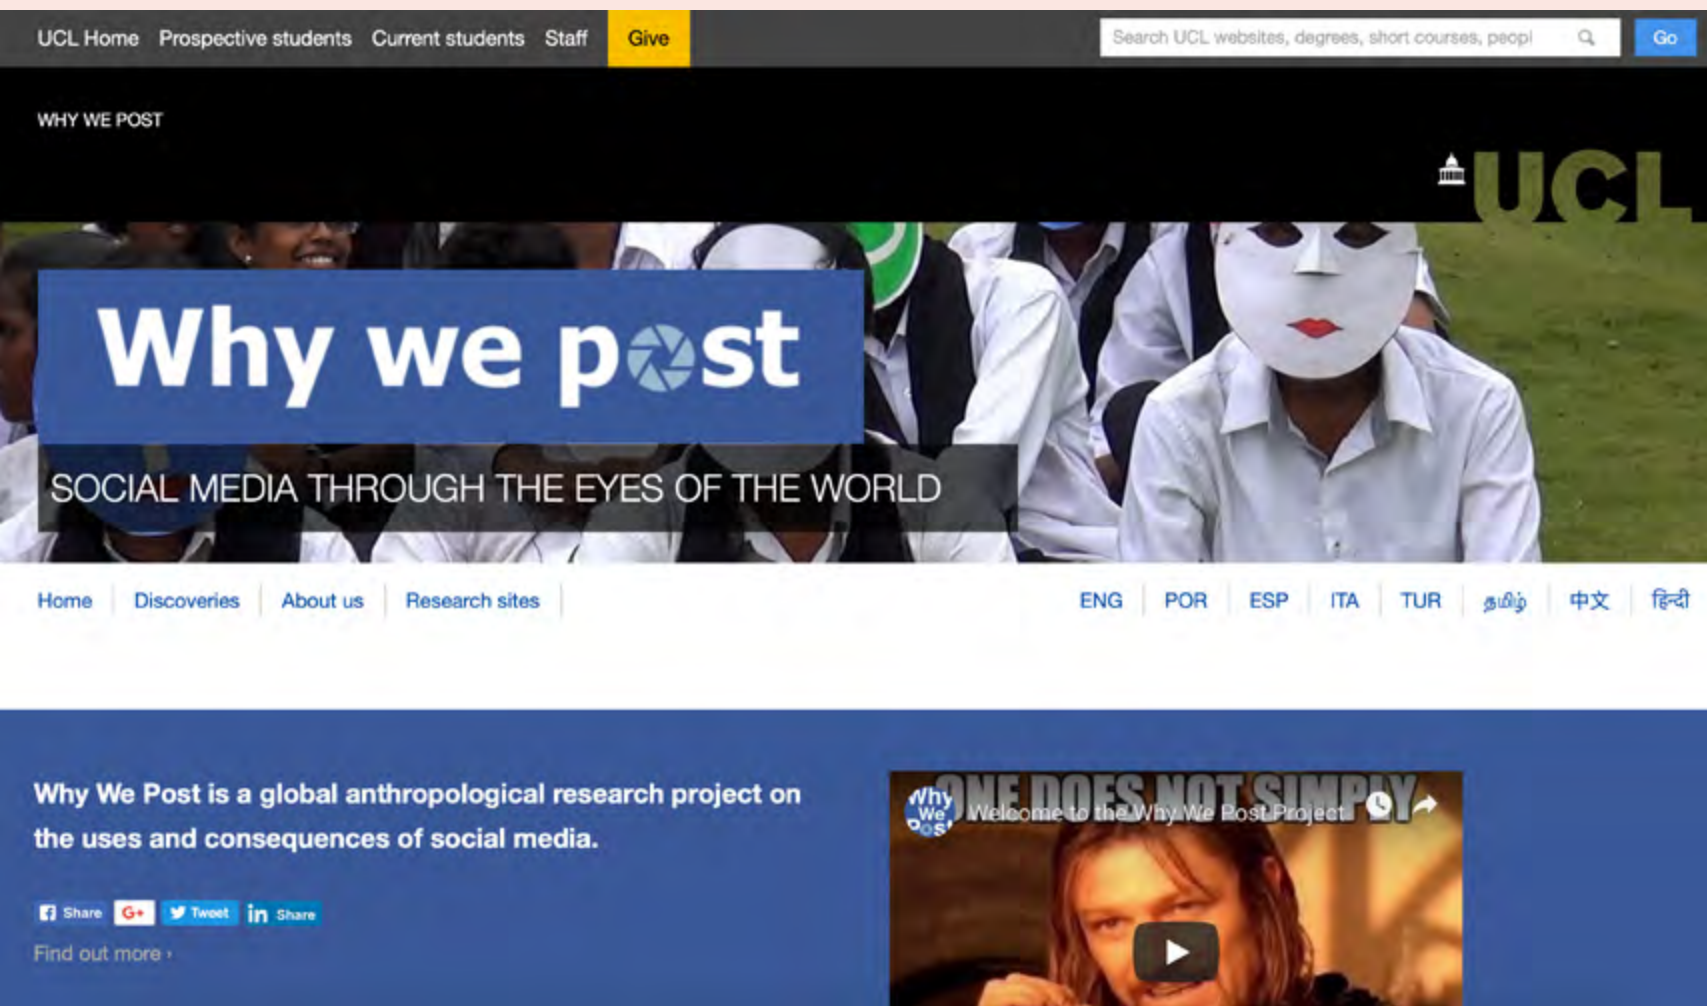 UCL Home Prospective students Current students Staff Give
Search UCL websites, degrees, short courses, peopl Go
WHY WE POST
UCL
Why we post
SOCIAL MEDIA THROUGH THE EYES OF THE WORLD
Home Discoveries About us Research sites ENG POR ESP ITA TUR தமிழ் 中文 हिन्दी
Why We Post is a global anthropological research project on
the uses and consequences of social media.
Share G+ Tweet in Share
Find out more ›
ONE DOES NOT SIMPLY
Why
We
Post
Welcome to the Why We Post Project